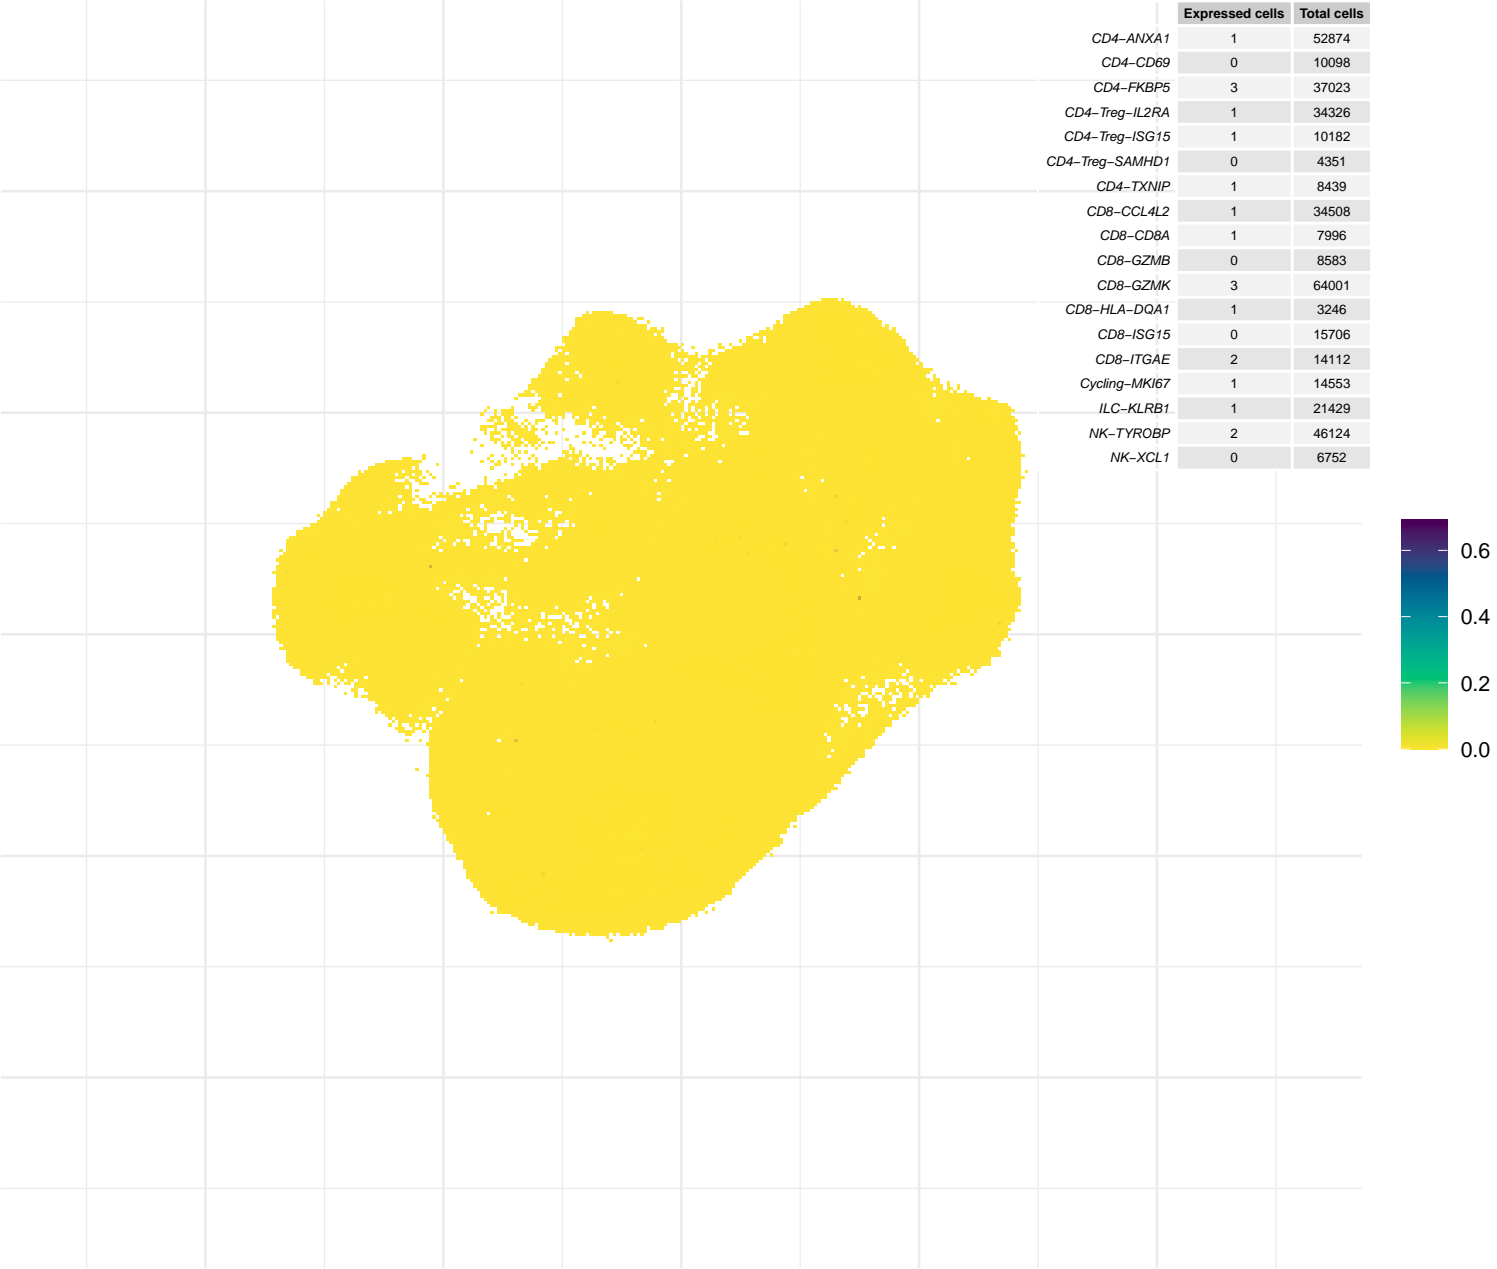 Expressed cells Total cells
CD4−ANXA1 1 52874
CD4−CD69 0 10098
CD4−FKBP5 3 37023
CD4−Treg−IL2RA 1 34326
CD4−Treg−ISG15 1 10182
CD4−Treg−SAMHD1 0 4351
CD4−TXNIP 1 8439
CD8−CCL4L2 1 34508
CD8−CD8A 1 7996
CD8−GZMB 0 8583
CD8−GZMK 3 64001
CD8−HLA−DQA1 1 3246
CD8−ISG15 0 15706
CD8−ITGAE 2 14112
Cycling−MKI67 1 14553
ILC−KLRB1 1 21429
NK−TYROBP 2 46124
NK−XCL1 0 6752
0.6
0.4
0.2
0.0